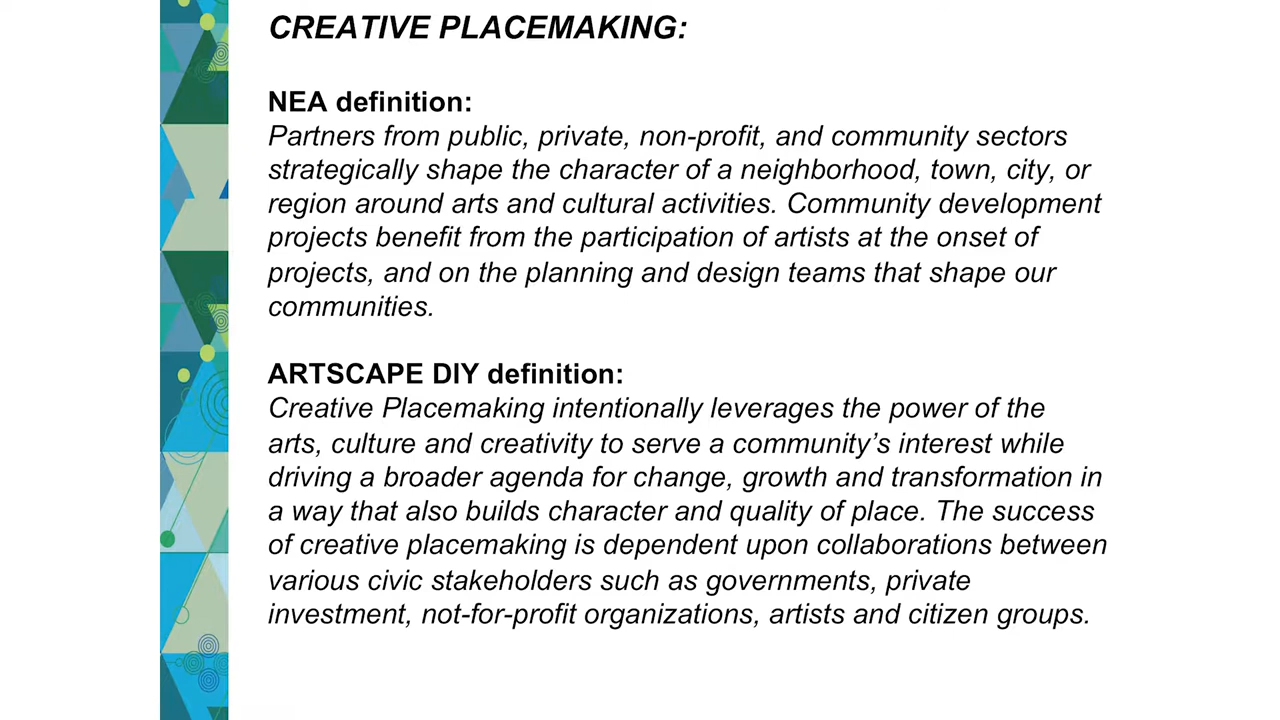 CREATIVE PLACEMAKING:
NEA definition:
Partners from public, private, non-profit, and community sectors
strategically shape the character of a neighborhood, town, city, or
region around arts and cultural activities. Community development
projects benefit from the participation of artists at the onset of
projects, and on the planning and design teams that shape our
communities.
ARTSCAPE DIY definition:
Creative Placemaking intentionally leverages the power of the
arts, culture and creativity to serve a community’s interest while
driving a broader agenda for change, growth and transformation in
a way that also builds character and quality of place. The success
of creative placemaking is dependent upon collaborations between
various civic stakeholders such as governments, private
investment, not-for-profit organizations, artists and citizen groups.